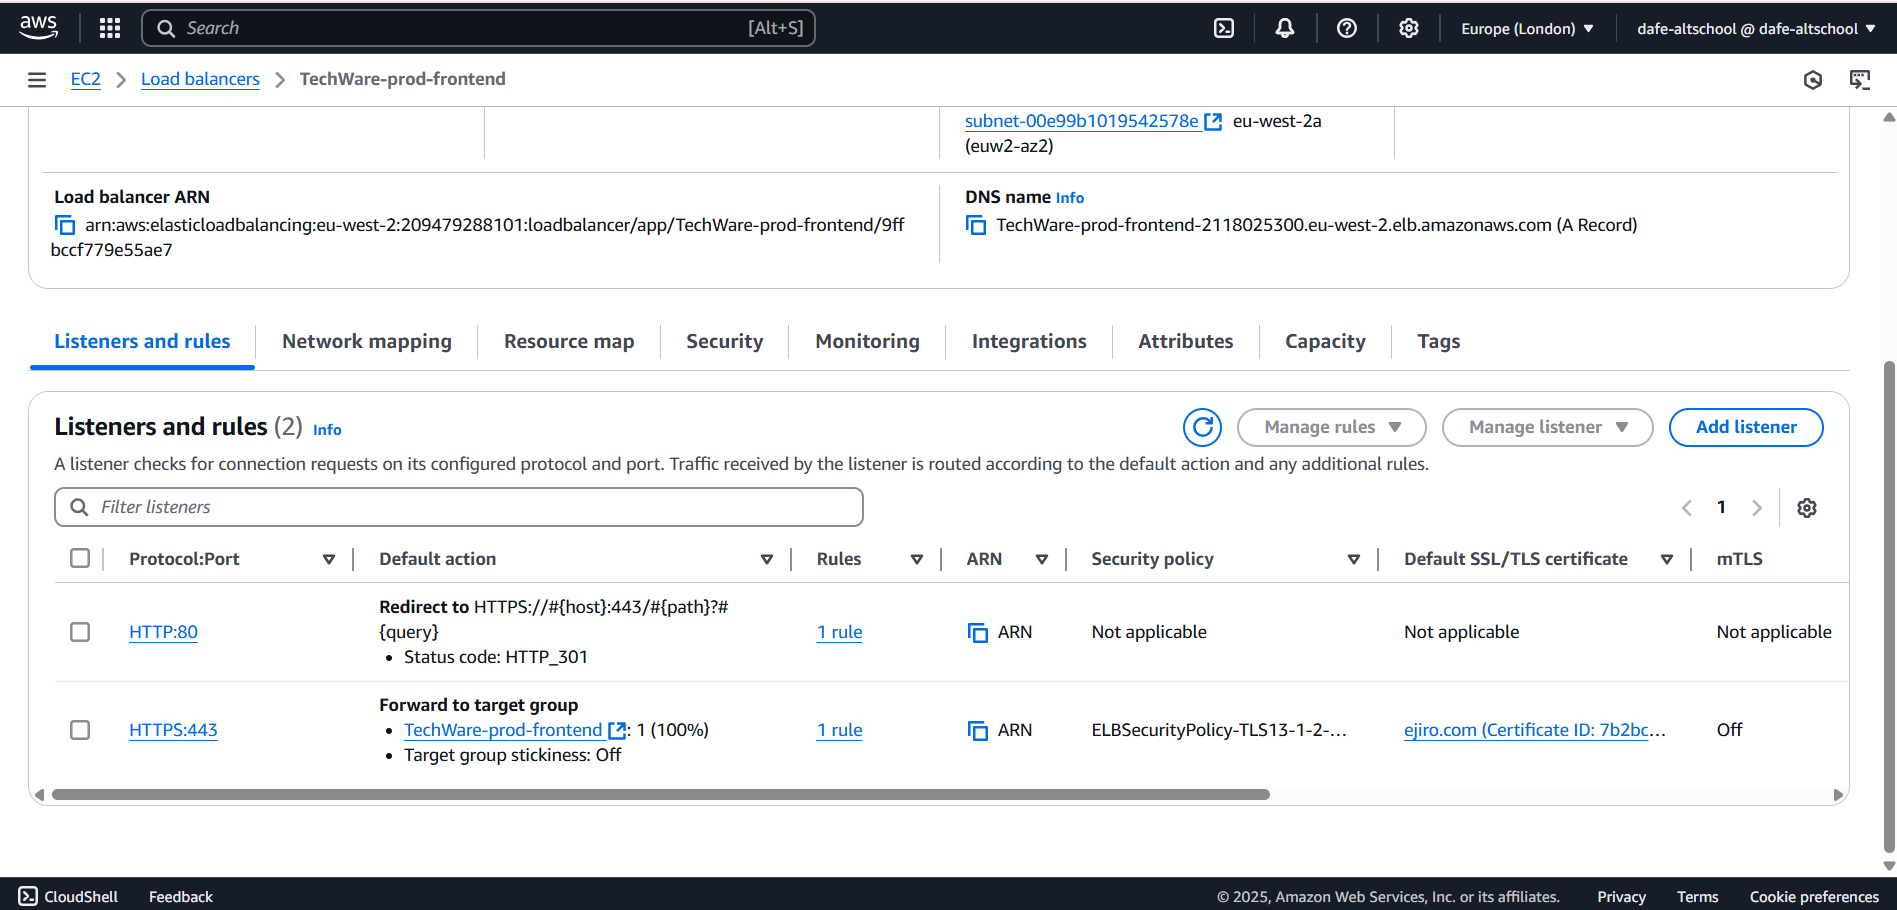 aws
Search [Alt+S]
Europe (London)
dafe-altschool @ dafe-altschool
EC2
Load balancers
TechWare-prod-frontend
subnet-00e99b1019542578e eu-west-2a
(euw2-az2)
Load balancer ARN
arn:aws:elasticloadbalancing:eu-west-2:209479288101:loadbalancer/app/TechWare-prod-frontend/9ff
bccf779e55ae7
DNS name Info
TechWare-prod-frontend-2118025300.eu-west-2.elb.amazonaws.com (A Record)
Listeners and rules
Network mapping
Resource map
Security
Monitoring
Integrations
Attributes
Capacity
Tags
Listeners and rules (2) Info
Manage rules
Manage listener
Add listener
A listener checks for connection requests on its configured protocol and port. Traffic received by the listener is routed according to the default action and any additional rules.
Filter listeners
1
Protocol:Port Default action Rules ARN Security policy Default SSL/TLS certificate mTLS
Redirect to HTTPS://#{host}:443/#{path}?#
HTTP:80 {query} 1 rule ARN Not applicable Not applicable Not applicable
• Status code: HTTP_301
Forward to target group
HTTPS:443 • TechWare-prod-frontend : 1 (100%) 1 rule ARN ELBSecurityPolicy-TLS13-1-2-... ejiro.com (Certificate ID: 7b2bc... Off
• Target group stickiness: Off
CloudShell Feedback © 2025, Amazon Web Services, Inc. or its affiliates. Privacy Terms Cookie preferences